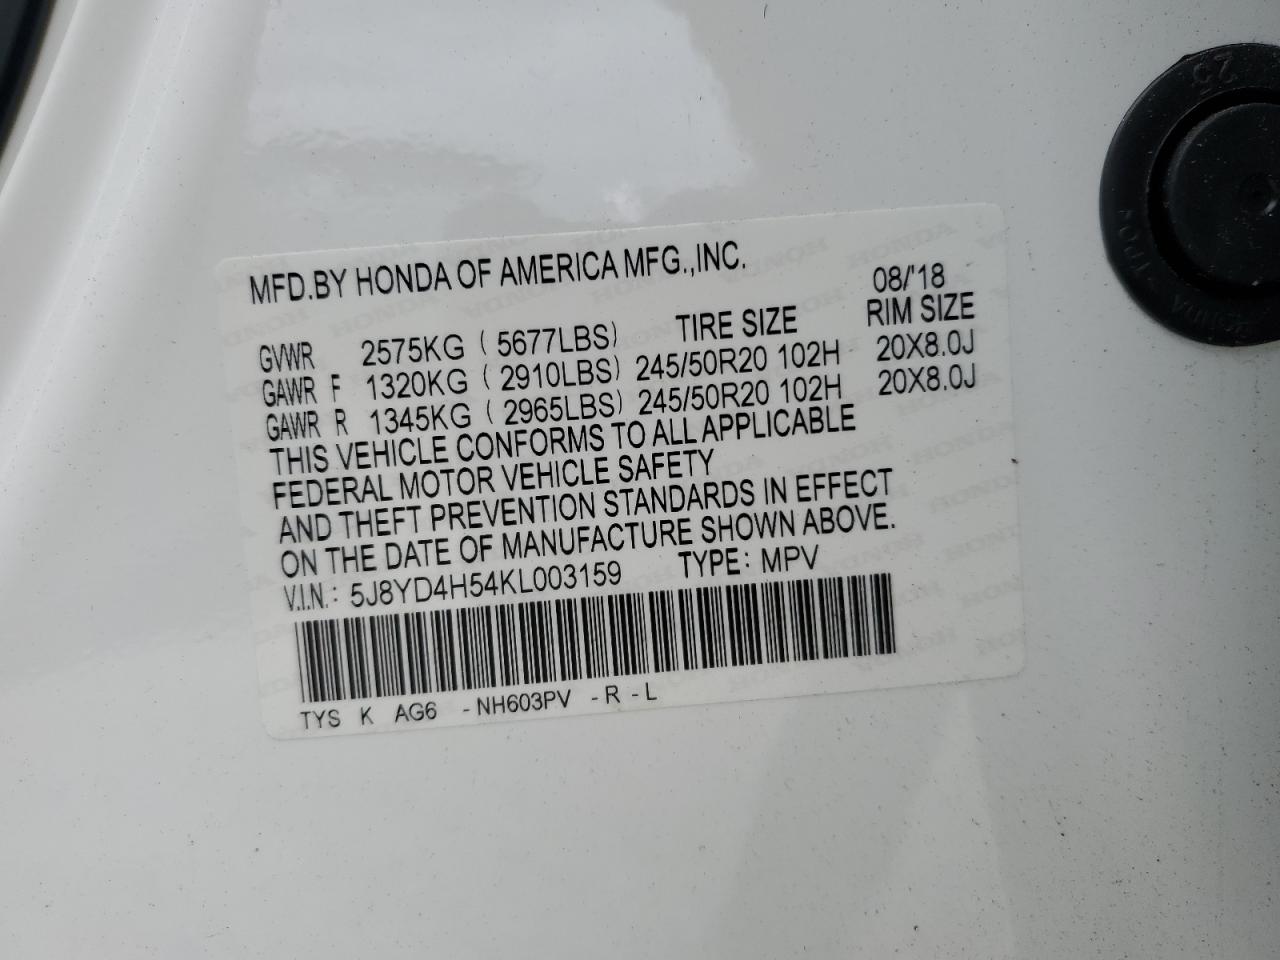 MFD.BY HONDA OF AMERICA MFG.,INC.
08/'18
GVWR 2575KG ( 5677LBS) TIRE SIZE RIM SIZE
GAWR F 1320KG ( 2910LBS) 245/50R20 102H 20X8.0J
GAWR R 1345KG ( 2965LBS) 245/50R20 102H 20X8.0J
THIS VEHICLE CONFORMS TO ALL APPLICABLE
FEDERAL MOTOR VEHICLE SAFETY
AND THEFT PREVENTION STANDARDS IN EFFECT
ON THE DATE OF MANUFACTURE SHOWN ABOVE.
V.I.N.: 5J8YD4H54KL003159 TYPE: MPV
TYS K AG6 -NH603PV -R -L
25